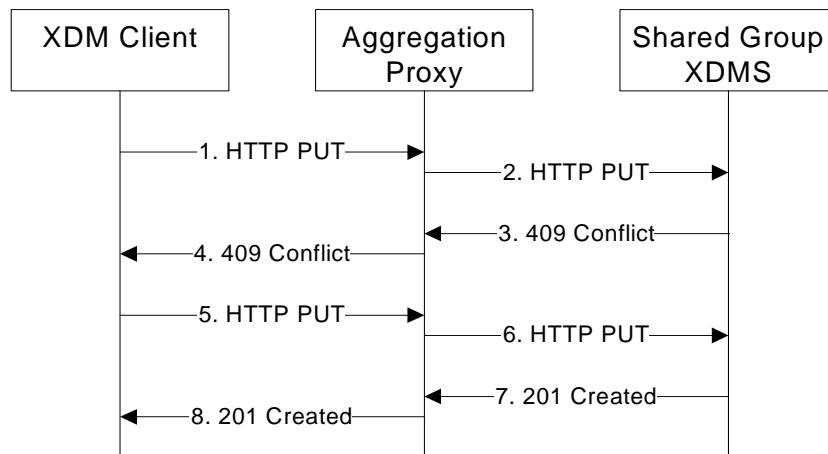 XDM Client
Aggregation
Proxy
Shared Group
XDMS
1. HTTP PUT
2. HTTP PUT
3. 409 Conflict
4. 409 Conflict
5. HTTP PUT
6. HTTP PUT
7. 201 Created
8. 201 Created